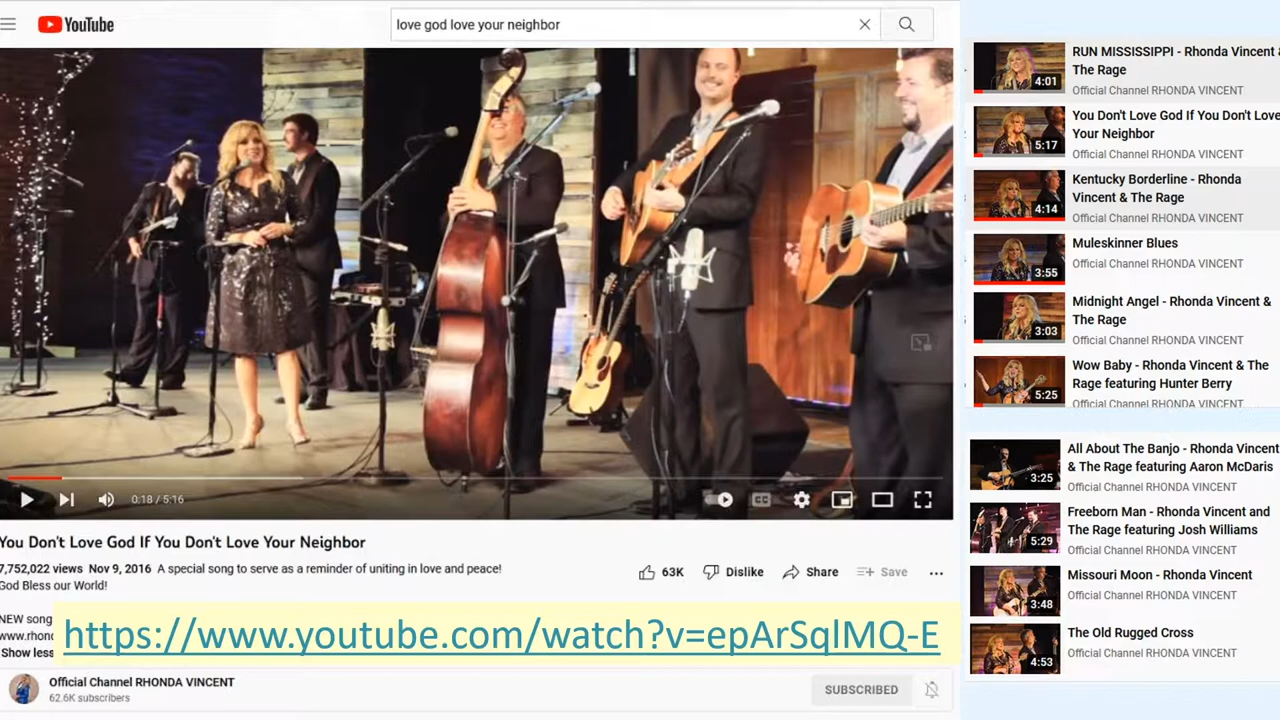 YouTube
love god love your neighbor
0:18 / 5:16
CC
You Don't Love God If You Don't Love Your Neighbor
7,752,022 views Nov 9, 2016 A special song to serve as a reminder of uniting in love and peace!
God Bless our World!
63K Dislike Share Save
NEW song
www.rhond
Show less
https://www.youtube.com/watch?v=epArSqlMQ-E
Official Channel RHONDA VINCENT
62.6K subscribers
SUBSCRIBED
4:01
RUN MISSISSIPPI - Rhonda Vincent &
The Rage
Official Channel RHONDA VINCENT
5:17
You Don't Love God If You Don't Love
Your Neighbor
Official Channel RHONDA VINCENT
4:14
Kentucky Borderline - Rhonda
Vincent & The Rage
Official Channel RHONDA VINCENT
3:55
Muleskinner Blues
Official Channel RHONDA VINCENT
3:03
Midnight Angel - Rhonda Vincent &
The Rage
Official Channel RHONDA VINCENT
5:25
Wow Baby - Rhonda Vincent & The
Rage featuring Hunter Berry
Official Channel RHONDA VINCENT
3:25
All About The Banjo - Rhonda Vincent
& The Rage featuring Aaron McDaris
Official Channel RHONDA VINCENT
5:29
Freeborn Man - Rhonda Vincent and
The Rage featuring Josh Williams
Official Channel RHONDA VINCENT
3:48
Missouri Moon - Rhonda Vincent
Official Channel RHONDA VINCENT
4:53
The Old Rugged Cross
Official Channel RHONDA VINCENT